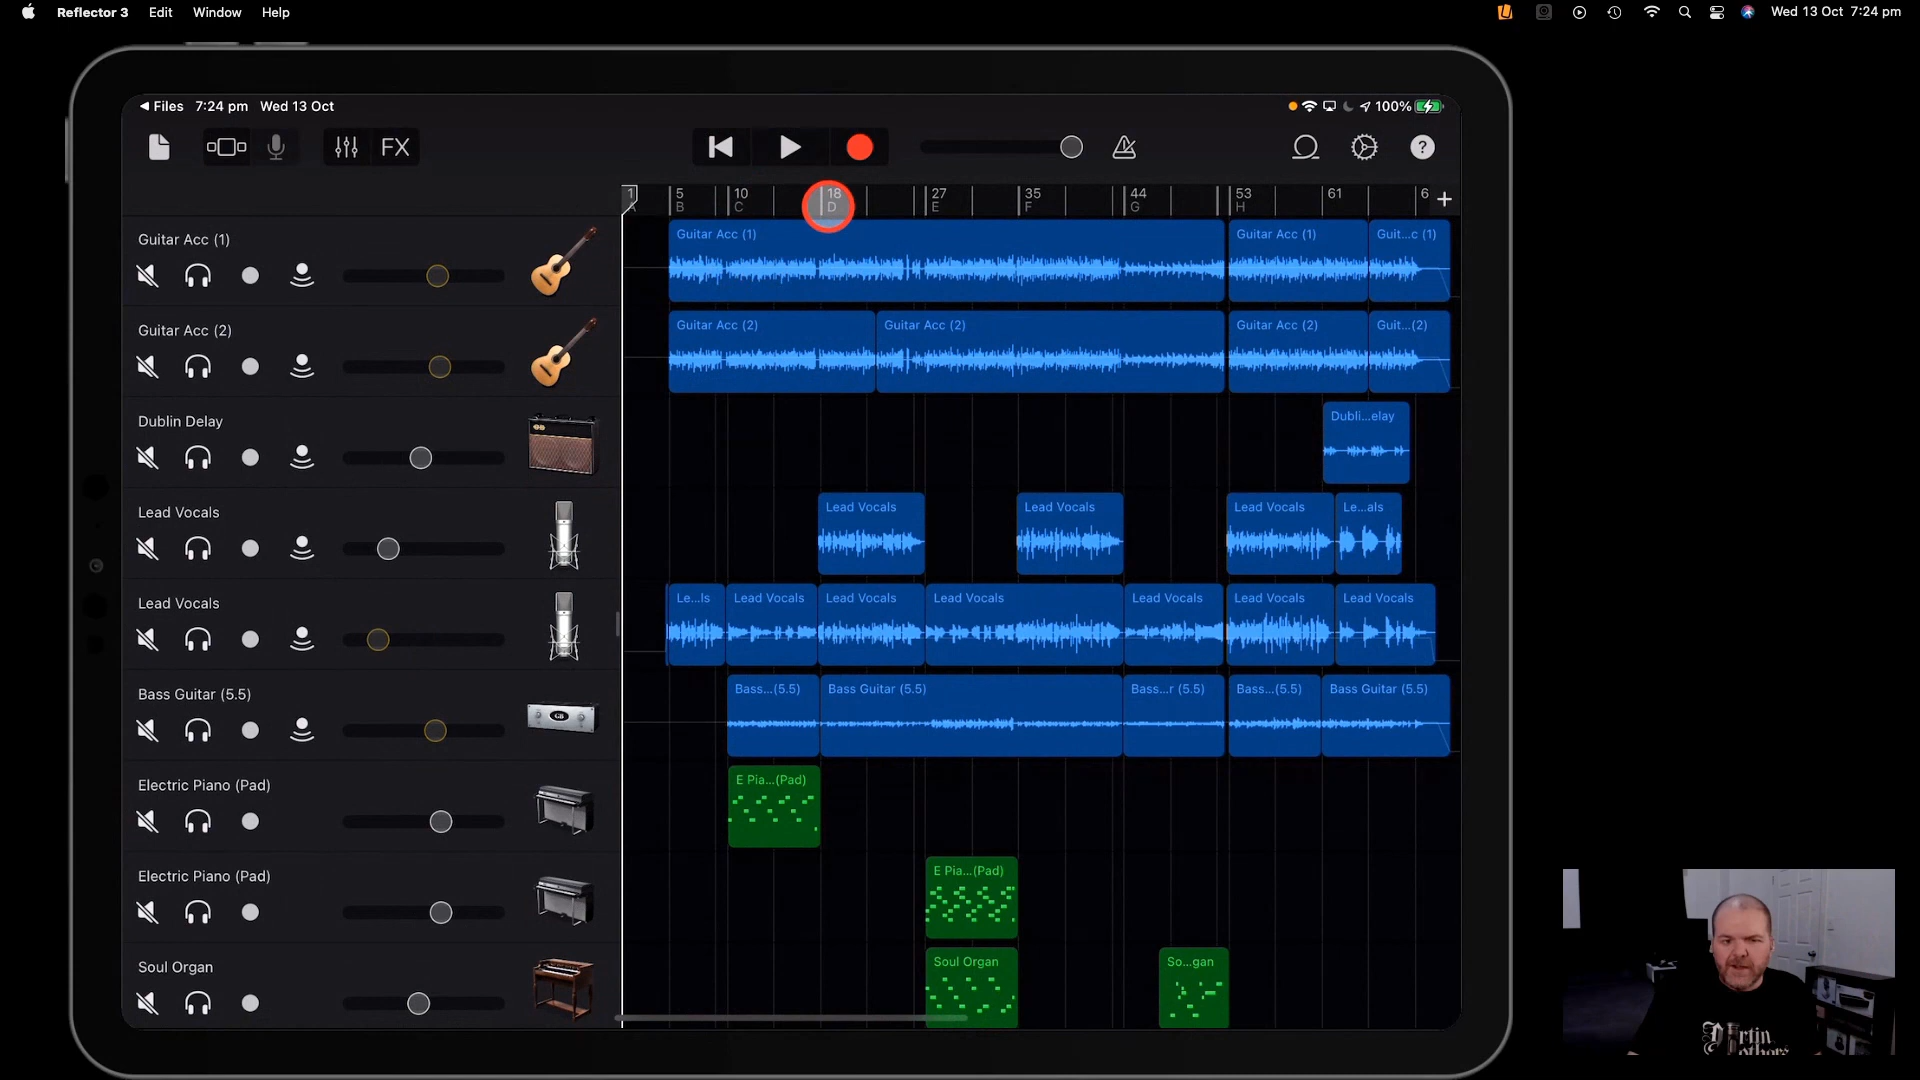 Reflector 3 Edit Window Help Wed 13 Oct 7:24 pm
Files 7:24 pm Wed 13 Oct 100%
FX ?
1 5 10 18 27 35 44 53 61 6 +
A B C D E F G H
Guitar Acc (1)
Guitar Acc (1) Guitar Acc (1) Guit...c (1)
Guitar Acc (2)
Guitar Acc (2) Guitar Acc (2) Guitar Acc (2) Guit...(2)
Dublin Delay
Dubli...elay
Lead Vocals
Lead Vocals Lead Vocals Lead Vocals Le...als
Lead Vocals
Le...ls Lead Vocals Lead Vocals Lead Vocals Lead Vocals Lead Vocals Lead Vocals
Bass Guitar (5.5)
Bass...(5.5) Bass Guitar (5.5) Bass...r (5.5) Bass...(5.5) Bass Guitar (5.5)
GB
Electric Piano (Pad)
E Pia...(Pad)
Electric Piano (Pad)
E Pia...(Pad)
Soul Organ
Soul Organ So...gan